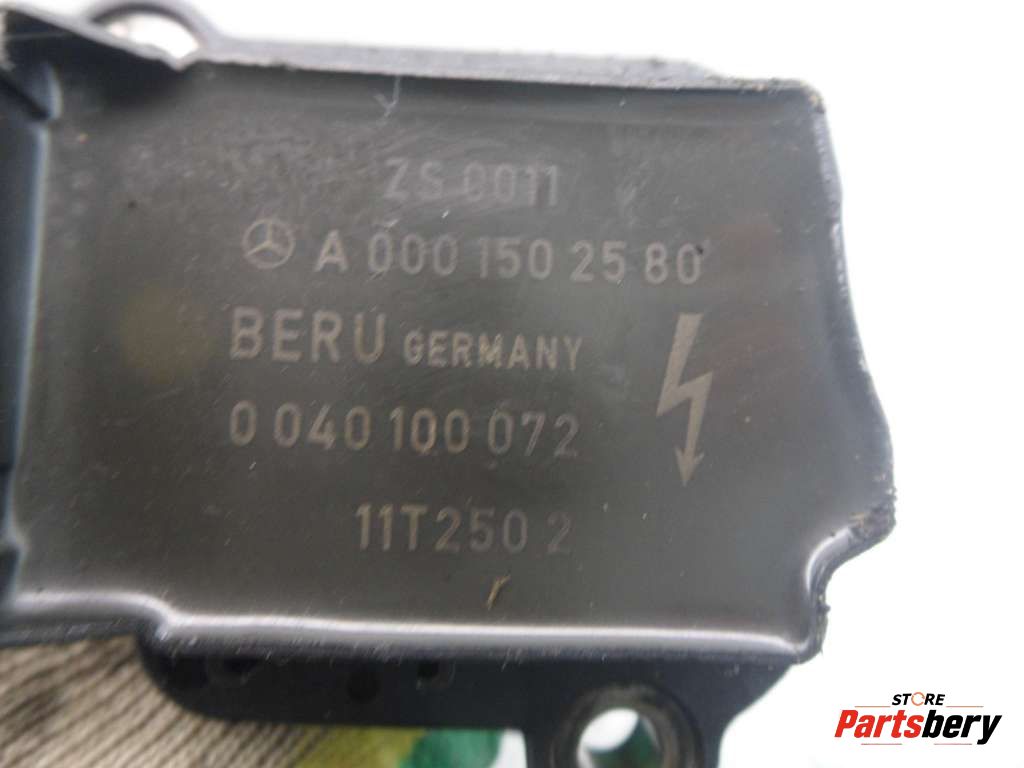 ZS 0011
A 000 150 25 80
BERU GERMANY
0 040 100 072
11T250 2
STORE
Partsbery